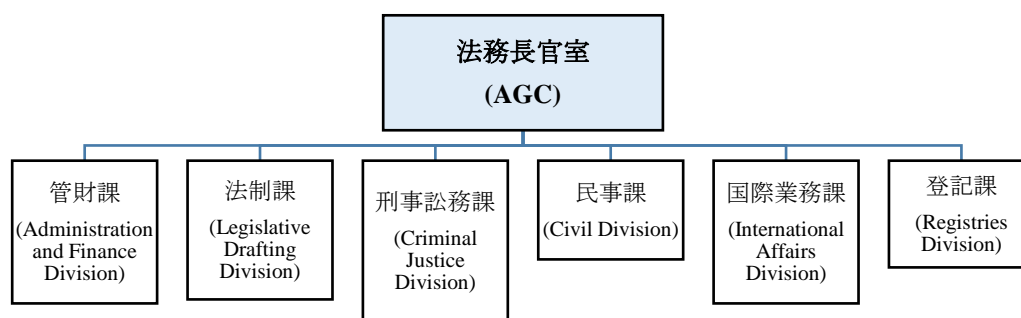 法務長官室
(AGC)
管財課
(Administration
and Finance
Division)
法制課
(Legislative
Drafting
Division)
刑事訟務課
(Criminal
Justice
Division)
民事課
(Civil Division)
国際業務課
(International
Affairs
Division)
登記課
(Registries
Division)